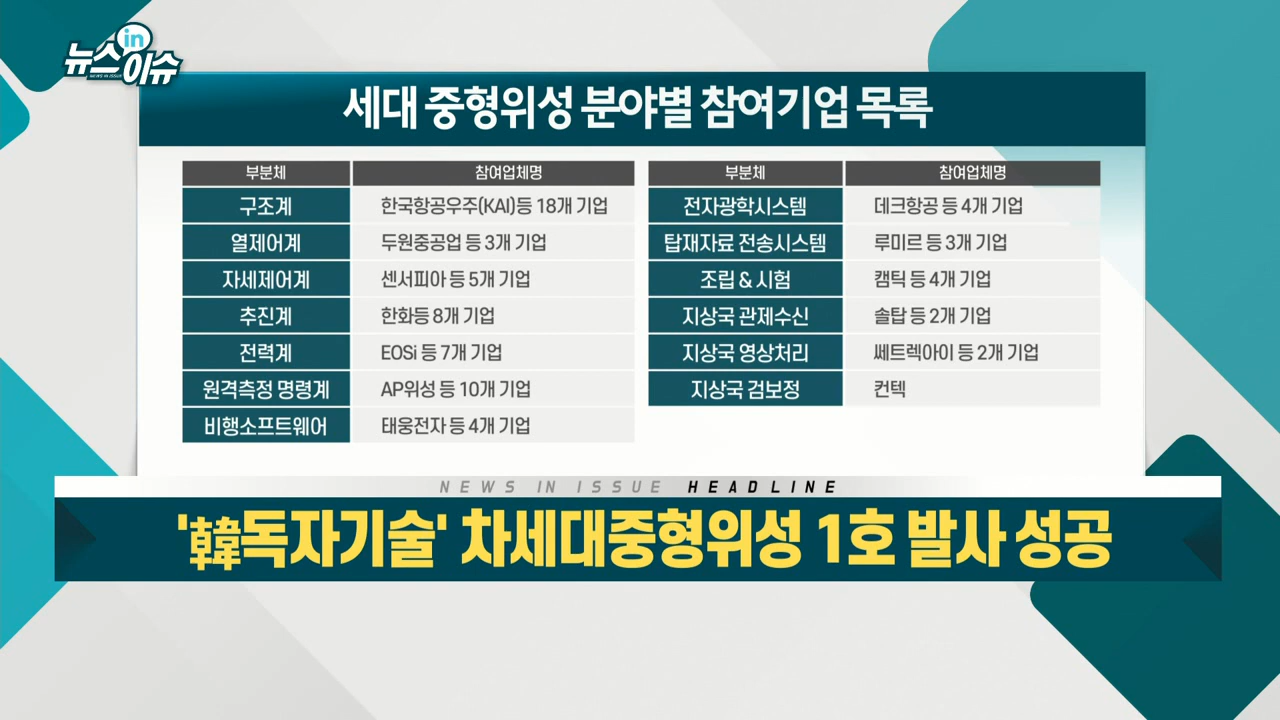 뉴스 in 이슈
NEWS IN ISSUE
세대 중형위성 분야별 참여기업 목록
부분체 참여업체명
구조계 한국항공우주(KAI)등 18개 기업
열제어계 두원중공업 등 3개 기업
자세제어계 센서피아 등 5개 기업
추진계 한화등 8개 기업
전력계 EOSi 등 7개 기업
원격측정 명령계 AP위성 등 10개 기업
비행소프트웨어 태웅전자 등 4개 기업
부분체 참여업체명
전자광학시스템 데크항공 등 4개 기업
탑재자료 전송시스템 루미르 등 3개 기업
조립 & 시험 캠틱 등 4개 기업
지상국 관제수신 솔탑 등 2개 기업
지상국 영상처리 쎄트렉아이 등 2개 기업
지상국 검보정 컨텍
NEWS IN ISSUE HEADLINE
'韓독자기술' 차세대중형위성 1호 발사 성공